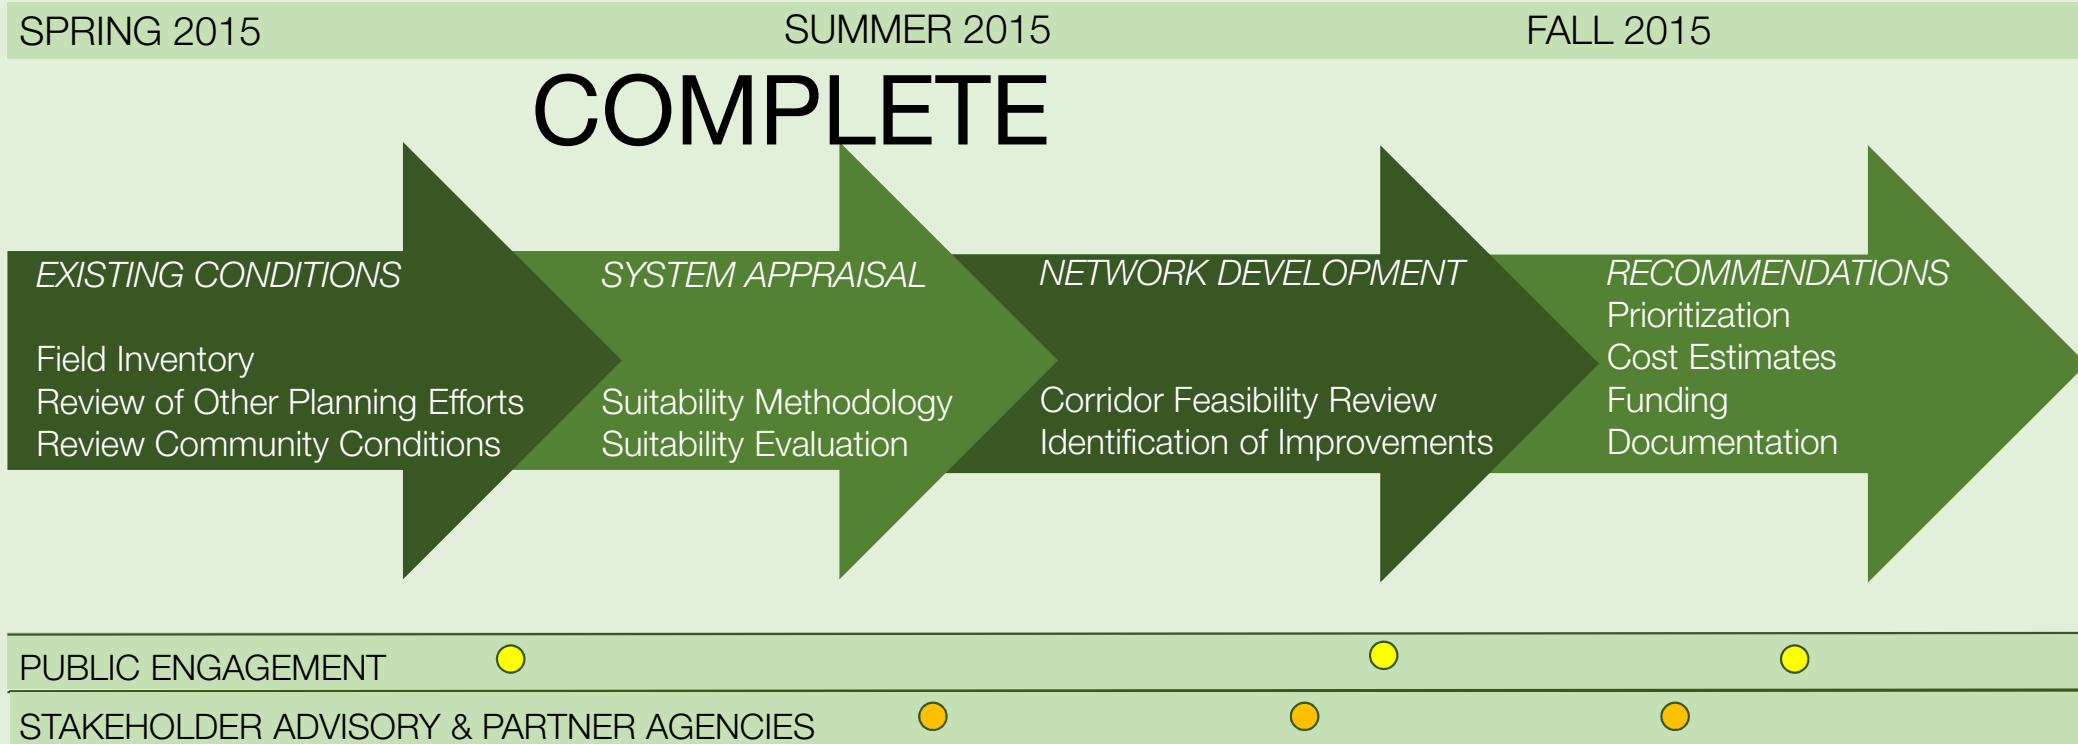 SPRING 2015
SUMMER 2015
FALL 2015
COMPLETE
EXISTING CONDITIONS
Field Inventory
Review of Other Planning Efforts
Review Community Conditions
SYSTEM APPRAISAL
Suitability Methodology
Suitability Evaluation
NETWORK DEVELOPMENT
Corridor Feasibility Review
Identification of Improvements
RECOMMENDATIONS
Prioritization
Cost Estimates
Funding
Documentation
PUBLIC ENGAGEMENT
STAKEHOLDER ADVISORY & PARTNER AGENCIES